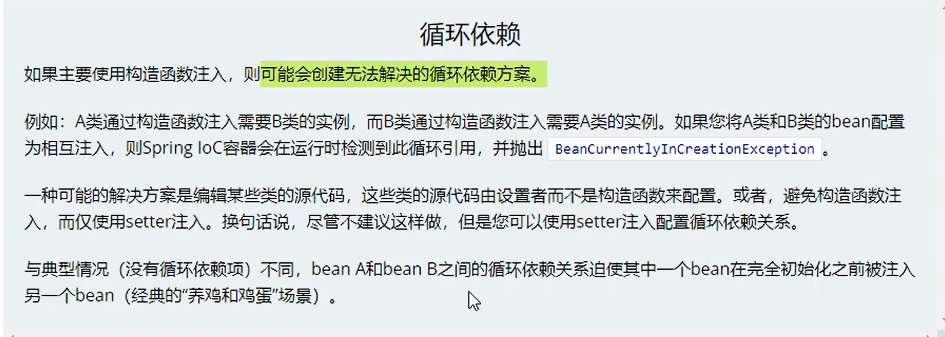 循环依赖
如果主要使用构造函数注入，则可能会创建无法解决的循环依赖方案。
例如：A类通过构造函数注入需要B类的实例，而B类通过构造函数注入需要A类的实例。如果您将A类和B类的bean配置
为相互注入，则Spring IoC容器会在运行时检测到此循环引用，并抛出 BeanCurrentlyInCreationException 。
一种可能的解决方案是编辑某些类的源代码，这些类的源代码由设置者而不是构造函数来配置。或者，避免构造函数注
入，而仅使用setter注入。换句话说，尽管不建议这样做，但是您可以使用setter注入配置循环依赖关系。
与典型情况（没有循环依赖项）不同，bean A和bean B之间的循环依赖关系迫使其中一个bean在完全初始化之前被注入
另一个bean（经典的“养鸡和鸡蛋”场景）。